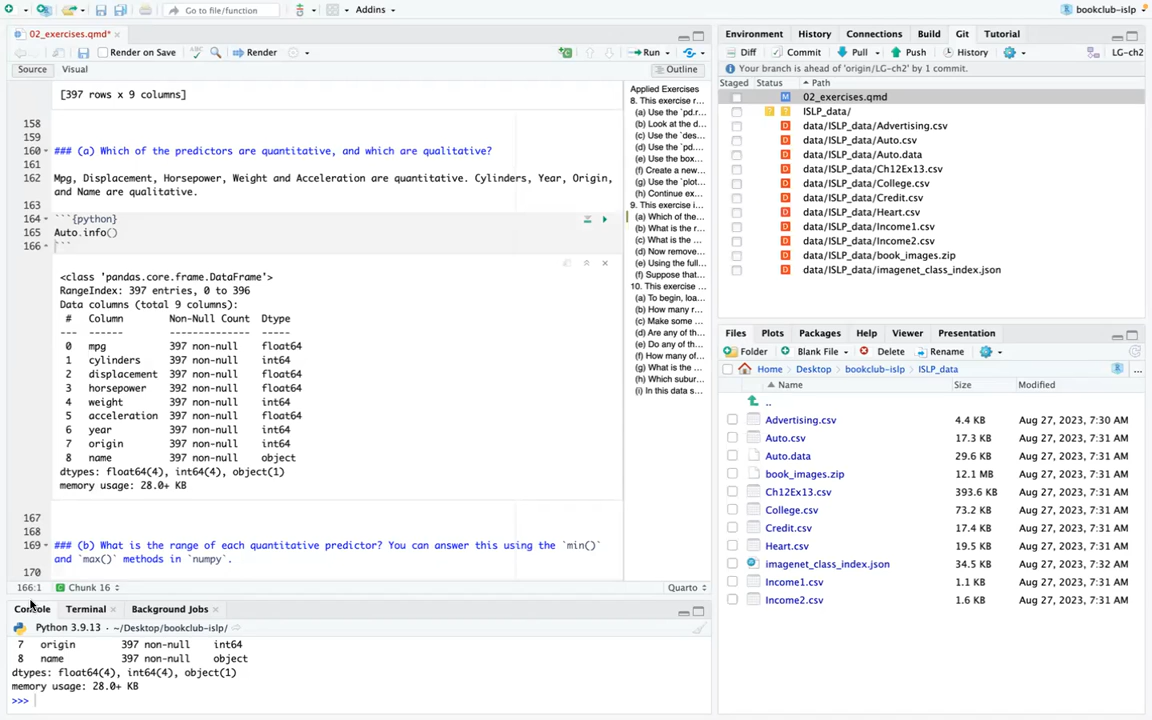 Go to file/function
Addins
bookclub-islp
02_exercises.qmd*
Render on Save
Render
Run
Source
Visual
Outline
[397 rows x 9 columns]
158
159
160 ### (a) Which of the predictors are quantitative, and which are qualitative?
161
162 Mpg, Displacement, Horsepower, Weight and Acceleration are quantitative. Cylinders, Year, Origin,
and Name are qualitative.
163
164 ```{python}
165 Auto.info()
166 ```
<class 'pandas.core.frame.DataFrame'>
RangeIndex: 397 entries, 0 to 396
Data columns (total 9 columns):
# Column Non-Null Count Dtype
--- ------ -------------- -----
0 mpg 397 non-null float64
1 cylinders 397 non-null int64
2 displacement 397 non-null float64
3 horsepower 392 non-null float64
4 weight 397 non-null int64
5 acceleration 397 non-null float64
6 year 397 non-null int64
7 origin 397 non-null int64
8 name 397 non-null object
dtypes: float64(4), int64(4), object(1)
memory usage: 28.0+ KB
167
168
169 ### (b) What is the range of each quantitative predictor? You can answer this using the `min()`
and `max()` methods in `numpy`.
170
166:1
Chunk 16
Quarto
Applied Exercises
8. This exercise r...
(a) Use the `pd.r...
(b) Look at the d...
(c) Use the `des...
(d) Use the `pd....
(e) Use the box...
(f) Create a new...
(g) Use the `plot...
(h) Continue ex...
9. This exercise i...
(a) Which of the...
(b) What is the r...
(c) What is the ...
(d) Now remove...
(e) Using the full...
(f) Suppose that...
10. This exercise ...
(a) To begin, loa...
(b) How many r...
(c) Make some ...
(d) Are any of th...
(e) Do any of th...
(f) How many of...
(g) What is the ...
(h) Which subur...
(i) In this data s...
Console
Terminal
Background Jobs
Python 3.9.13 · ~/Desktop/bookclub-islp/
7 origin 397 non-null int64
8 name 397 non-null object
dtypes: float64(4), int64(4), object(1)
memory usage: 28.0+ KB
>>>
Environment
History
Connections
Build
Git
Tutorial
Diff
Commit
Pull
Push
History
LG-ch2
Your branch is ahead of 'origin/LG-ch2' by 1 commit.
Staged Status Path
M 02_exercises.qmd
? ? ISLP_data/
D data/ISLP_data/Advertising.csv
D data/ISLP_data/Auto.csv
D data/ISLP_data/Auto.data
D data/ISLP_data/Ch12Ex13.csv
D data/ISLP_data/College.csv
D data/ISLP_data/Credit.csv
D data/ISLP_data/Heart.csv
D data/ISLP_data/Income1.csv
D data/ISLP_data/Income2.csv
D data/ISLP_data/book_images.zip
D data/ISLP_data/imagenet_class_index.json
Files
Plots
Packages
Help
Viewer
Presentation
Folder
Blank File
Delete
Rename
Home
Desktop
bookclub-islp
ISLP_data
...
Name Size Modified
..
Advertising.csv 4.4 KB Aug 27, 2023, 7:30 AM
Auto.csv 17.3 KB Aug 27, 2023, 7:31 AM
Auto.data 29.6 KB Aug 27, 2023, 7:31 AM
book_images.zip 12.1 MB Aug 27, 2023, 7:31 AM
Ch12Ex13.csv 393.6 KB Aug 27, 2023, 7:31 AM
College.csv 73.2 KB Aug 27, 2023, 7:31 AM
Credit.csv 17.4 KB Aug 27, 2023, 7:31 AM
Heart.csv 19.5 KB Aug 27, 2023, 7:31 AM
imagenet_class_index.json 34.5 KB Aug 27, 2023, 7:32 AM
Income1.csv 1.1 KB Aug 27, 2023, 7:31 AM
Income2.csv 1.6 KB Aug 27, 2023, 7:31 AM